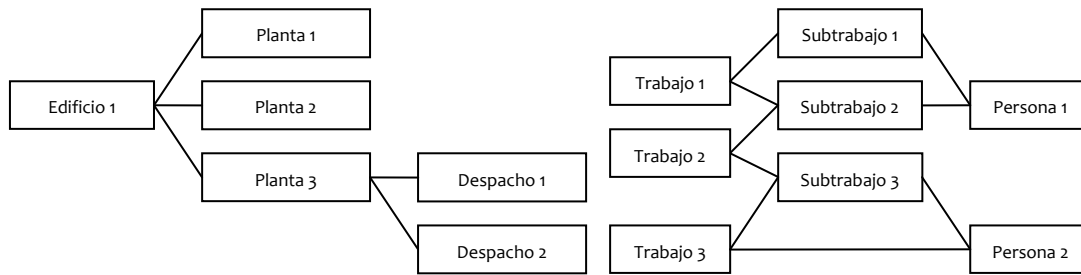 Edificio 1
Planta 1
Planta 2
Planta 3
Despacho 1
Despacho 2
Trabajo 1
Trabajo 2
Trabajo 3
Subtrabajo 1
Subtrabajo 2
Subtrabajo 3
Persona 1
Persona 2